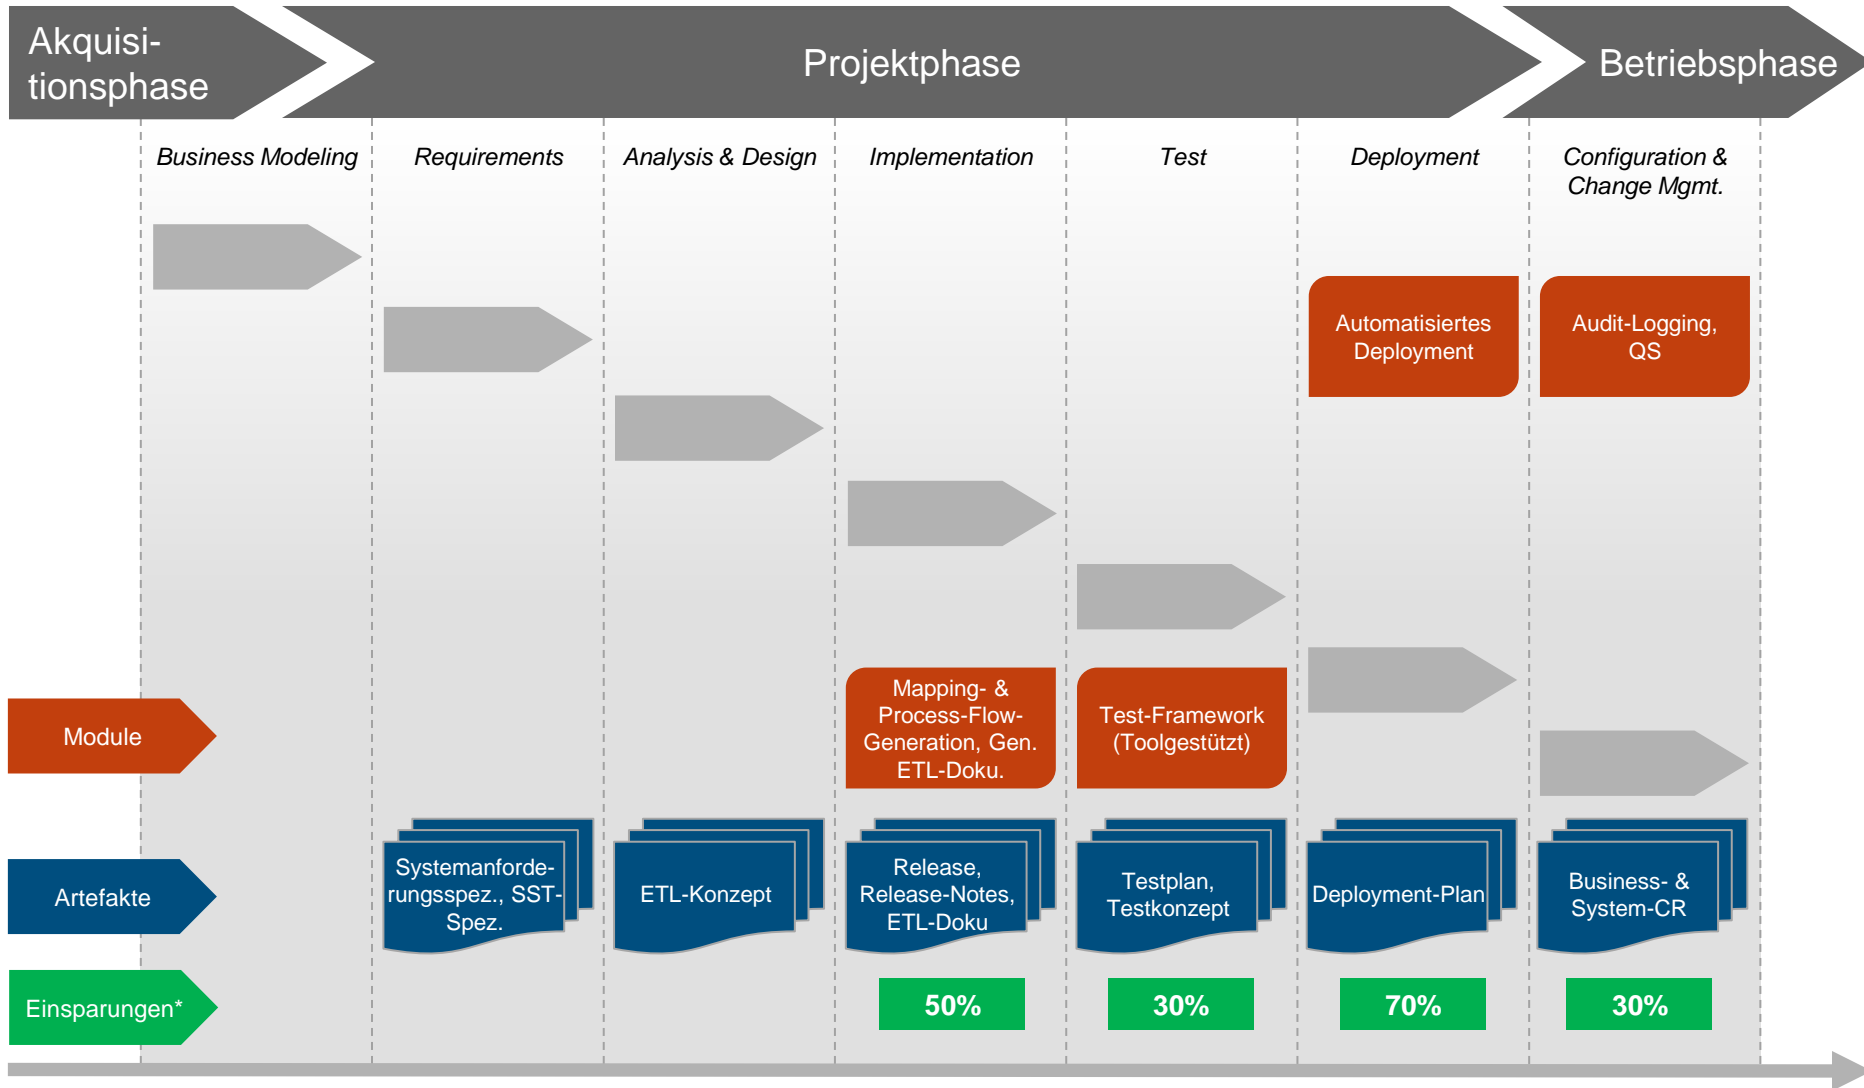 Akquisi-
tionsphase
Projektphase
Betriebsphase
Business Modeling
Requirements
Analysis & Design
Implementation
Test
Deployment
Configuration &
Change Mgmt.
Automatisiertes
Deployment
Audit-Logging,
QS
Module
Mapping- &
Process-Flow-
Generation, Gen.
ETL-Doku.
Test-Framework
(Toolgestützt)
Artefakte
Systemanforde-
rungsspez., SST-
Spez.
ETL-Konzept
Release,
Release-Notes,
ETL-Doku
Testplan,
Testkonzept
Deployment-Plan
Business- &
System-CR
Einsparungen*
50%
30%
70%
30%